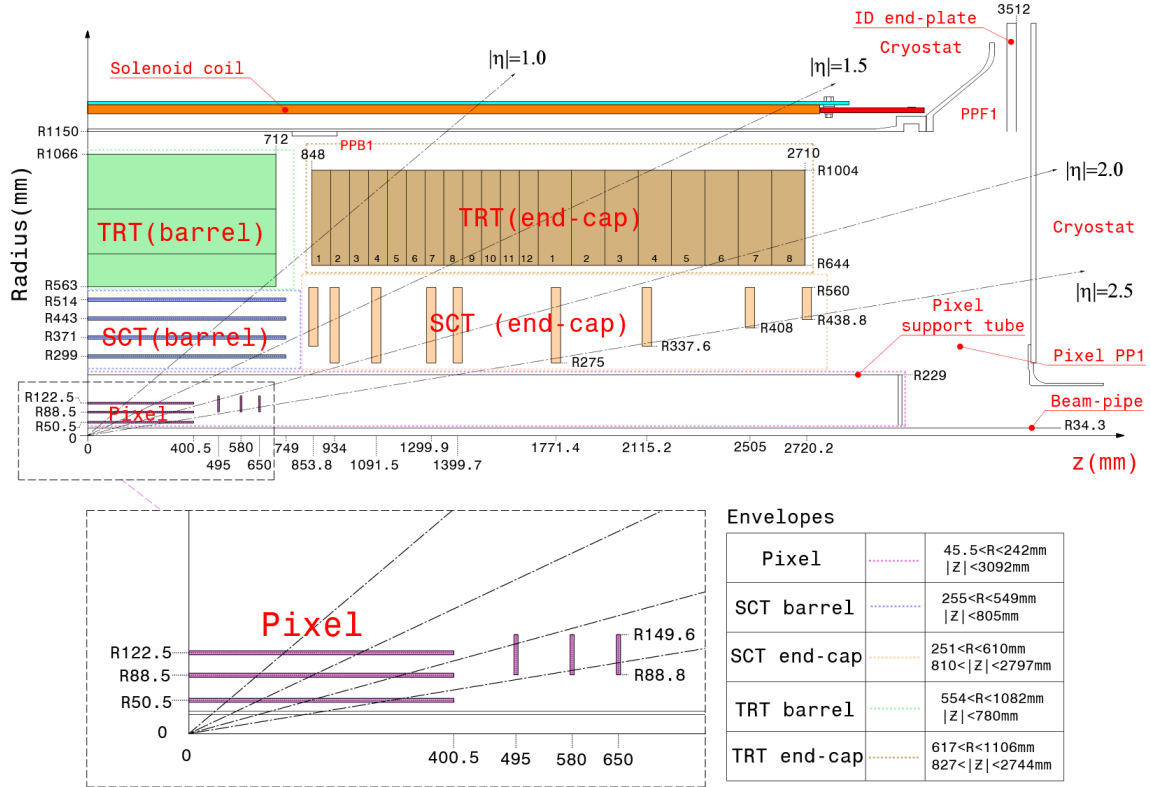 3512
ID end-plate
Cryostat
|η|=1.0
|η|=1.5
Solenoid coil
PPF1
R1150
712
PPB1
R1066
848
2710
R1004
|η|=2.0
TRT(barrel)
TRT(end-cap)
Cryostat
Radius(mm)
1 2 3 4 5 6 7 8 9 10 11 12 1 2 3 4 5 6 7 8
R644
R563
R560
|η|=2.5
R514
R443
SCT(barrel)
SCT (end-cap)
R438.8
R408
Pixel
support tube
R371
R337.6
R299
R275
Pixel PP1
R229
R122.5
R88.5
Pixel
R50.5
Beam-pipe
R34.3
0
0
400.5
495
580
650
749
853.8
934
1091.5
1299.9
1399.7
1771.4
2115.2
2505
2720.2
z(mm)
Pixel
R122.5
R88.5
R50.5
0
R149.6
R88.8
0
400.5
495
580
650
Envelopes
Pixel
45.5<R<242mm
|Z|<3092mm
SCT barrel
255<R<549mm
|Z|<805mm
SCT end-cap
251<R<610mm
810<|Z|<2797mm
TRT barrel
554<R<1082mm
|Z|<780mm
TRT end-cap
617<R<1106mm
827<|Z|<2744mm